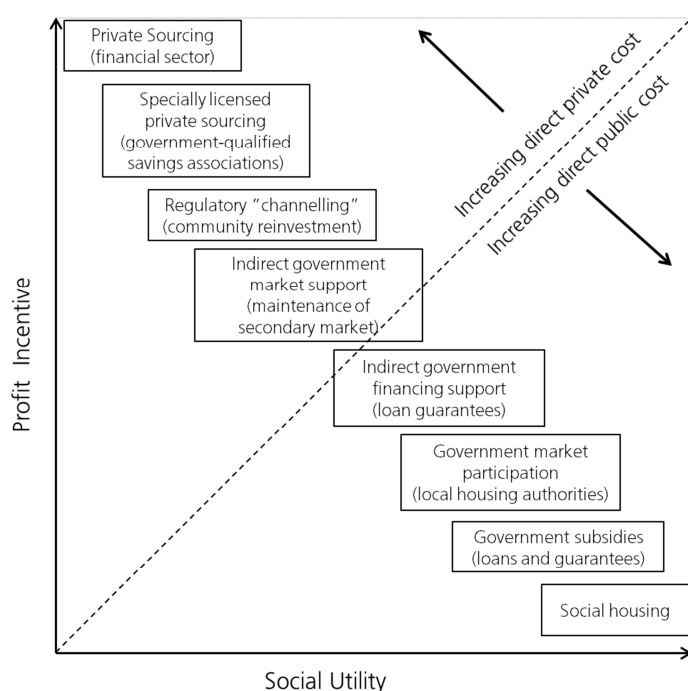 Private Sourcing
(financial sector)
Specially licensed
private sourcing
(government-qualified
savings associations)
Regulatory “channelling”
(community reinvestment)
Indirect government
market support
(maintenance of
secondary market)
Increasing direct private cost
Increasing direct public cost
Indirect government
financing support
(loan guarantees)
Government market
participation
(local housing authorities)
Government subsidies
(loans and guarantees)
Social housing
Profit Incentive
Social Utility